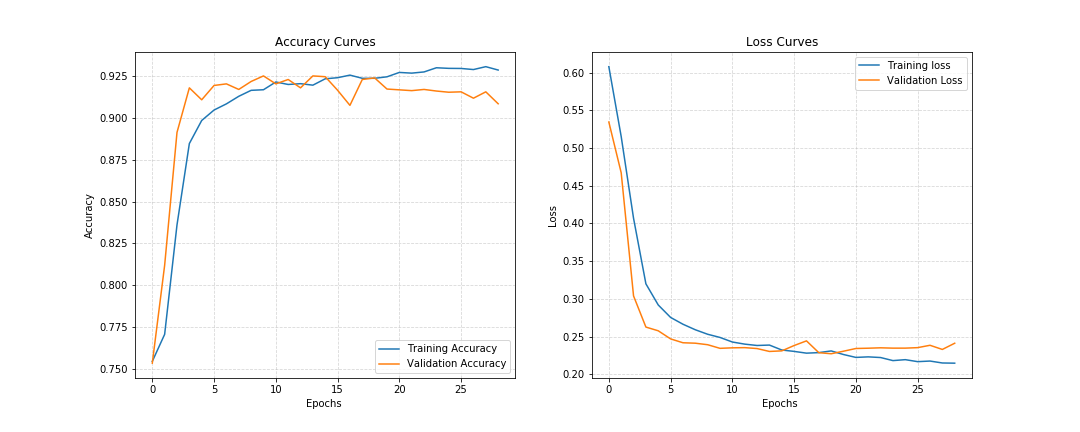 Accuracy Curves
Accuracy
0.925
0.900
0.875
0.850
0.825
0.800
0.775
0.750
Training Accuracy
Validation Accuracy
0 5 10 15 20 25
Epochs
Loss Curves
Loss
0.60
0.55
0.50
0.45
0.40
0.35
0.30
0.25
0.20
Training loss
Validation Loss
0 5 10 15 20 25
Epochs